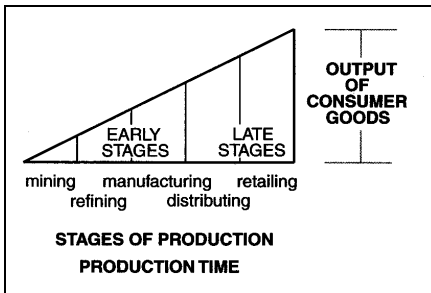 EARLY
STAGES
LATE
STAGES
OUTPUT
OF
CONSUMER
GOODS
mining manufacturing retailing
refining distributing
STAGES OF PRODUCTION
PRODUCTION TIME